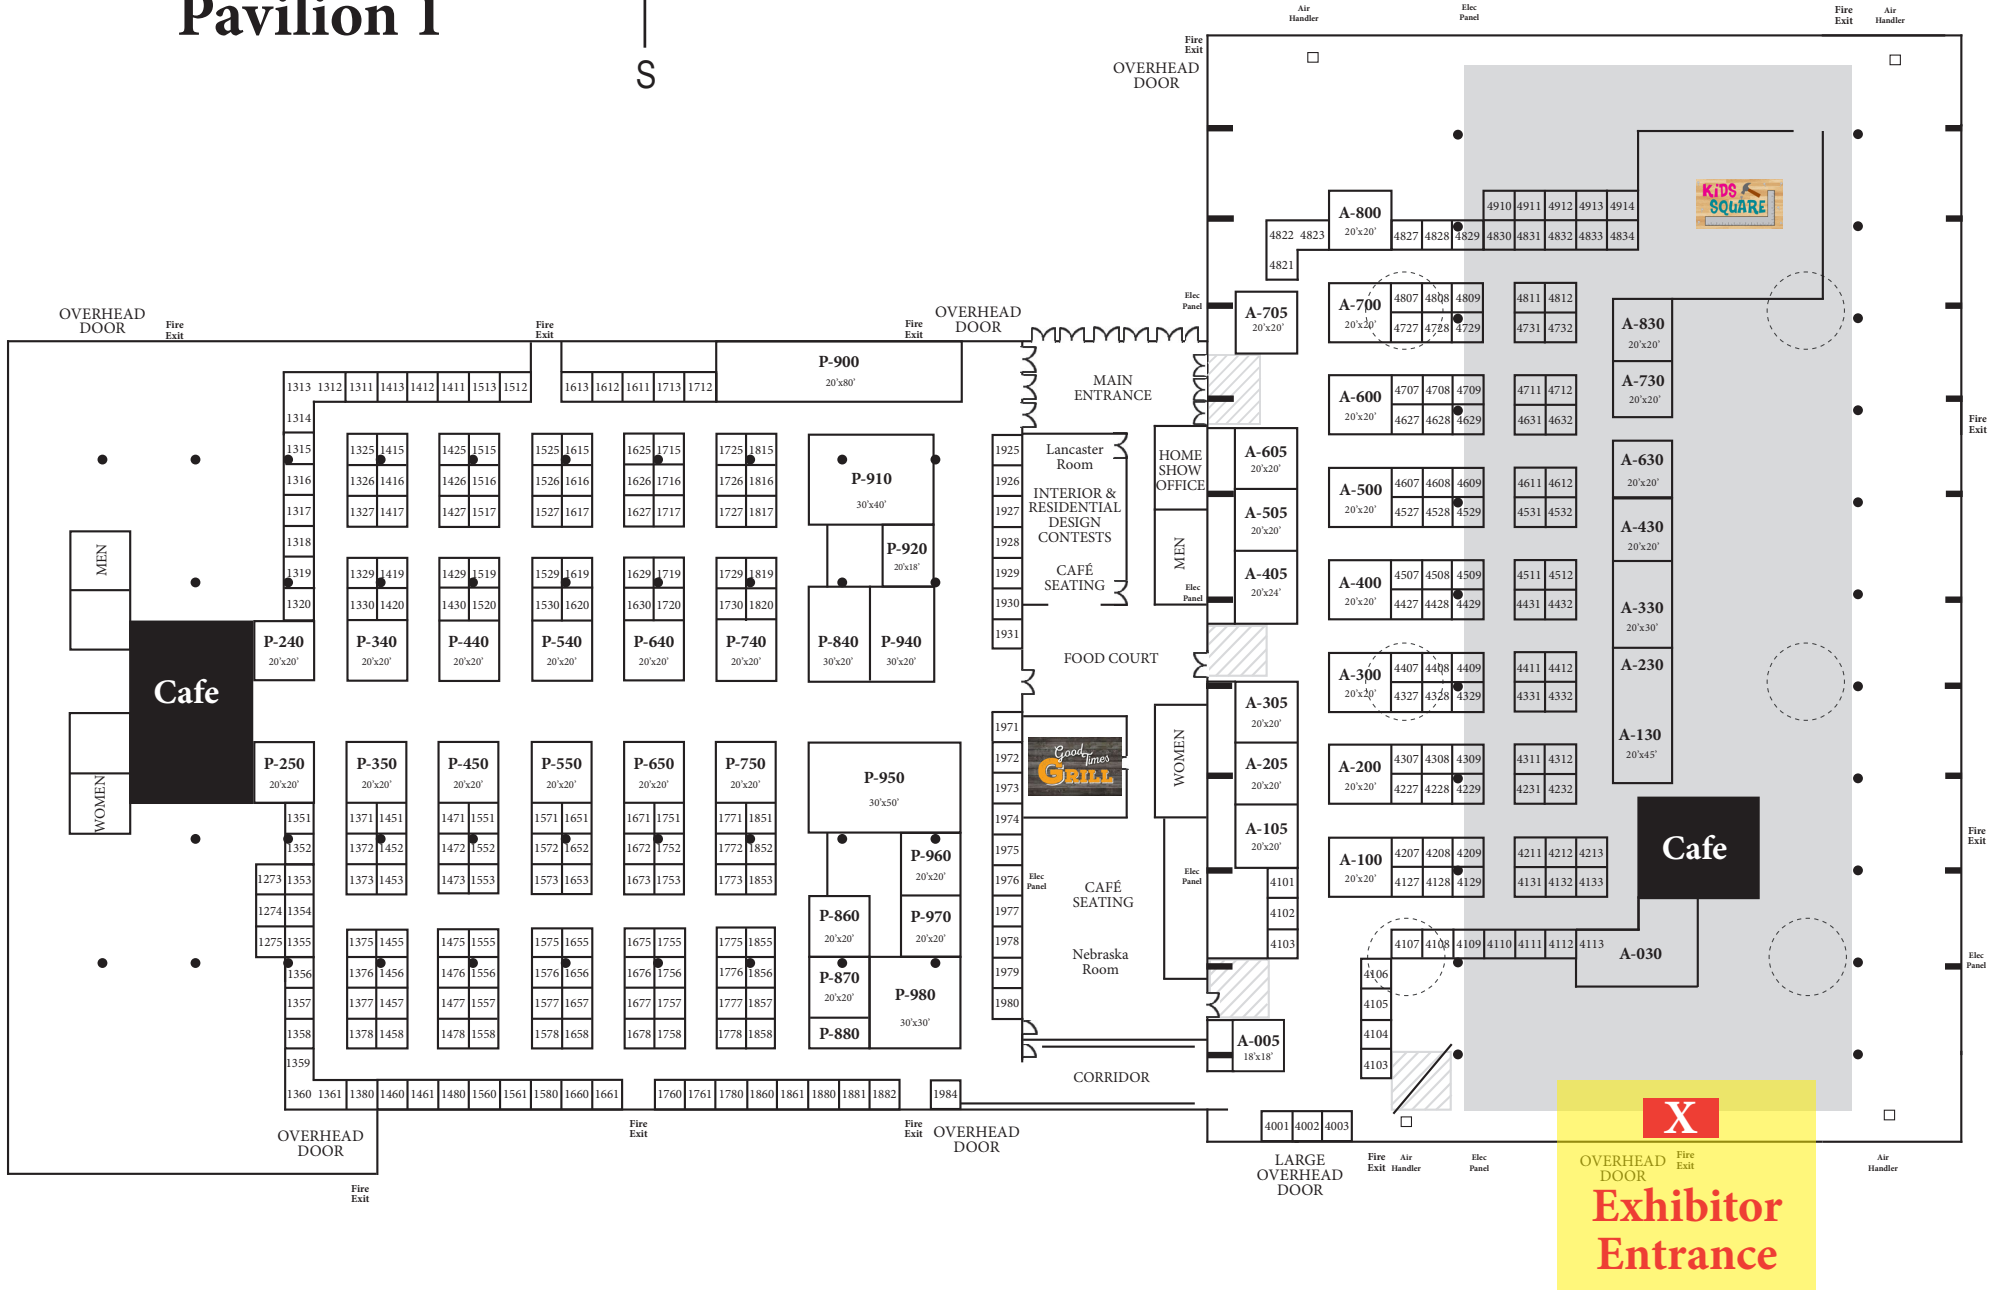 Pavilion 1
S
Air
Handler
Elec
Panel
Fire
Exit
Air
Handler
Fire
Exit
OVERHEAD
DOOR
KiDS
SQUARE
A-800
20'x20'
4910 4911 4912 4913 4914
4822 4823
4827 4828 4829 4830 4831 4832 4833 4834
4821
Elec
Panel
A-705
20'x20'
A-700
20'x20'
4807 4808 4809
4811 4812
4727 4728 4729
4731 4732
A-830
20'x20'
A-730
20'x20'
A-600
20'x20'
4707 4708 4709
4711 4712
4627 4628 4629
4631 4632
Fire
Exit
A-605
20'x20'
A-630
20'x20'
A-500
20'x20'
4607 4608 4609
4611 4612
4527 4528 4529
4531 4532
A-505
20'x20'
A-430
20'x20'
A-405
20'x24'
A-400
20'x20'
4507 4508 4509
4511 4512
4427 4428 4429
4431 4432
A-330
20'x30'
A-300
20'x20'
4407 4408 4409
4411 4412
4327 4328 4329
4331 4332
A-230
A-130
20'x45'
A-305
20'x20'
A-205
20'x20'
A-200
20'x20'
4307 4308 4309
4311 4312
4227 4228 4229
4231 4232
A-105
20'x20'
A-100
20'x20'
4207 4208 4209
4211 4212 4213
4127 4128 4129
4131 4132 4133
Cafe
Fire
Exit
4101
4102
4103
4107 4108 4109 4110 4111 4112 4113
A-030
4106
4105
4104
4103
Elec
Panel
A-005
18'x18'
4001 4002 4003
LARGE
OVERHEAD
DOOR
Fire
Exit
Air
Handler
Elec
Panel
X
OVERHEAD
DOOR
Fire
Exit
Exhibitor
Entrance
Air
Handler
OVERHEAD
DOOR
Fire
Exit
Fire
Exit
Fire
Exit
OVERHEAD
DOOR
1313 1312 1311 1413 1412 1411 1513 1512
1613 1612 1611 1713 1712
P-900
20'x80'
MAIN
ENTRANCE
1314
1315
1316
1317
1318
1319
1320
1325 1415
1326 1416
1327 1417
1425 1515
1426 1516
1427 1517
1525 1615
1526 1616
1527 1617
1625 1715
1626 1716
1627 1717
1725 1815
1726 1816
1727 1817
P-910
30'x40'
P-920
20'x18'
1925
1926
1927
1928
1929
1930
1931
Lancaster
Room
INTERIOR &
RESIDENTIAL
DESIGN
CONTESTS
CAFÉ
SEATING
HOME
SHOW
OFFICE
MEN
Elec
Panel
FOOD COURT
MEN
1329 1419
1330 1420
1429 1519
1430 1520
1529 1619
1530 1620
1629 1719
1630 1720
1729 1819
1730 1820
Cafe
P-240
20'x20'
P-340
20'x20'
P-440
20'x20'
P-540
20'x20'
P-640
20'x20'
P-740
20'x20'
P-840
30'x20'
P-940
30'x20'
WOMEN
P-250
20'x20'
P-350
20'x20'
P-450
20'x20'
P-550
20'x20'
P-650
20'x20'
P-750
20'x20'
P-950
30'x50'
1971
1972
1973
1974
1975
1976
1977
1978
1979
1980
Good
Times
GRILL
WOMEN
Elec
Panel
Elec
Panel
CAFÉ
SEATING
Nebraska
Room
1351
1352
1273 1353
1274 1354
1275 1355
1356
1357
1358
1359
1371 1451
1372 1452
1373 1453
1471 1551
1472 1552
1473 1553
1571 1651
1572 1652
1573 1653
1671 1751
1672 1752
1673 1753
1771 1851
1772 1852
1773 1853
P-960
20'x20'
P-860
20'x20'
P-970
20'x20'
P-870
20'x20'
P-980
30'x30'
P-880
1375 1455
1376 1456
1377 1457
1378 1458
1475 1555
1476 1556
1477 1557
1478 1558
1575 1655
1576 1656
1577 1657
1578 1658
1675 1755
1676 1756
1677 1757
1678 1758
1775 1855
1776 1856
1777 1857
1778 1858
1360 1361 1380 1460 1461 1480 1560 1561 1580 1660 1661
1760 1761 1780 1860 1861 1880 1881 1882
1984
CORRIDOR
OVERHEAD
DOOR
Fire
Exit
Fire
Exit
Fire
Exit
OVERHEAD
DOOR